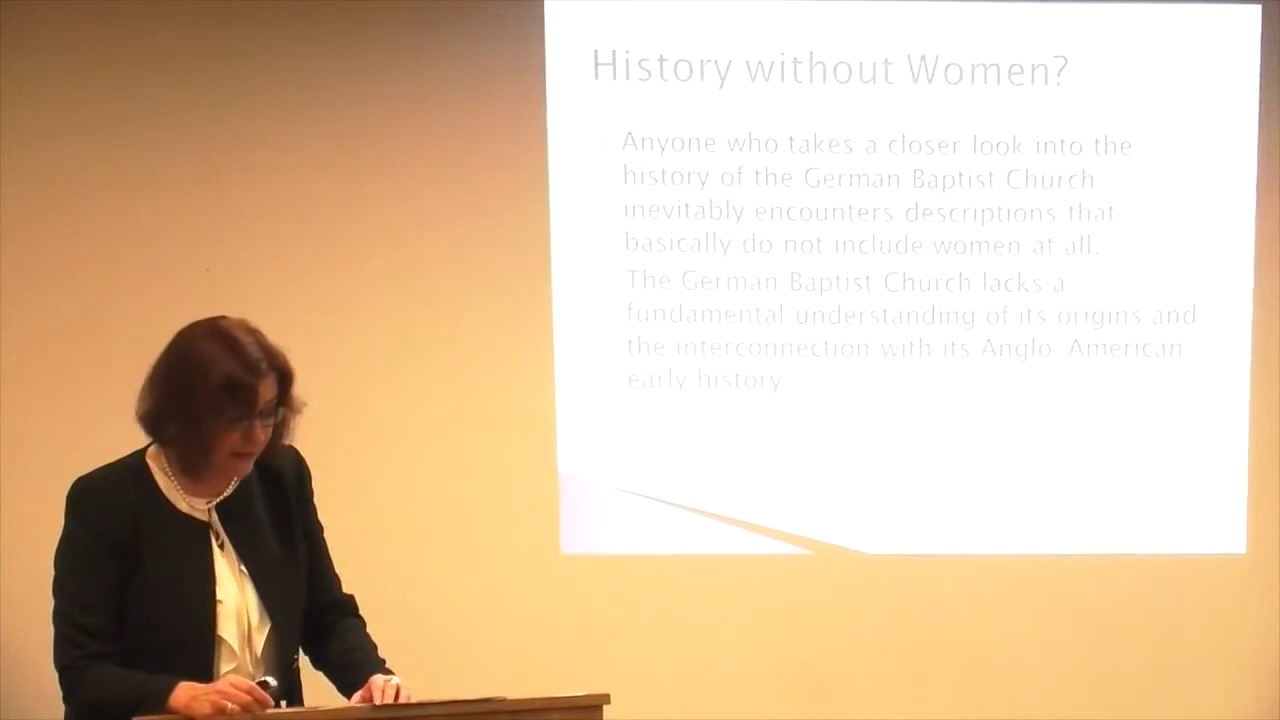 History without Women?
Anyone who takes a closer look into the
history of the German Baptist Church
inevitably encounters descriptions that
basically do not include women at all.
The German Baptist Church lacks a
fundamental understanding of its origins and
the interconnection with its Anglo American
early history